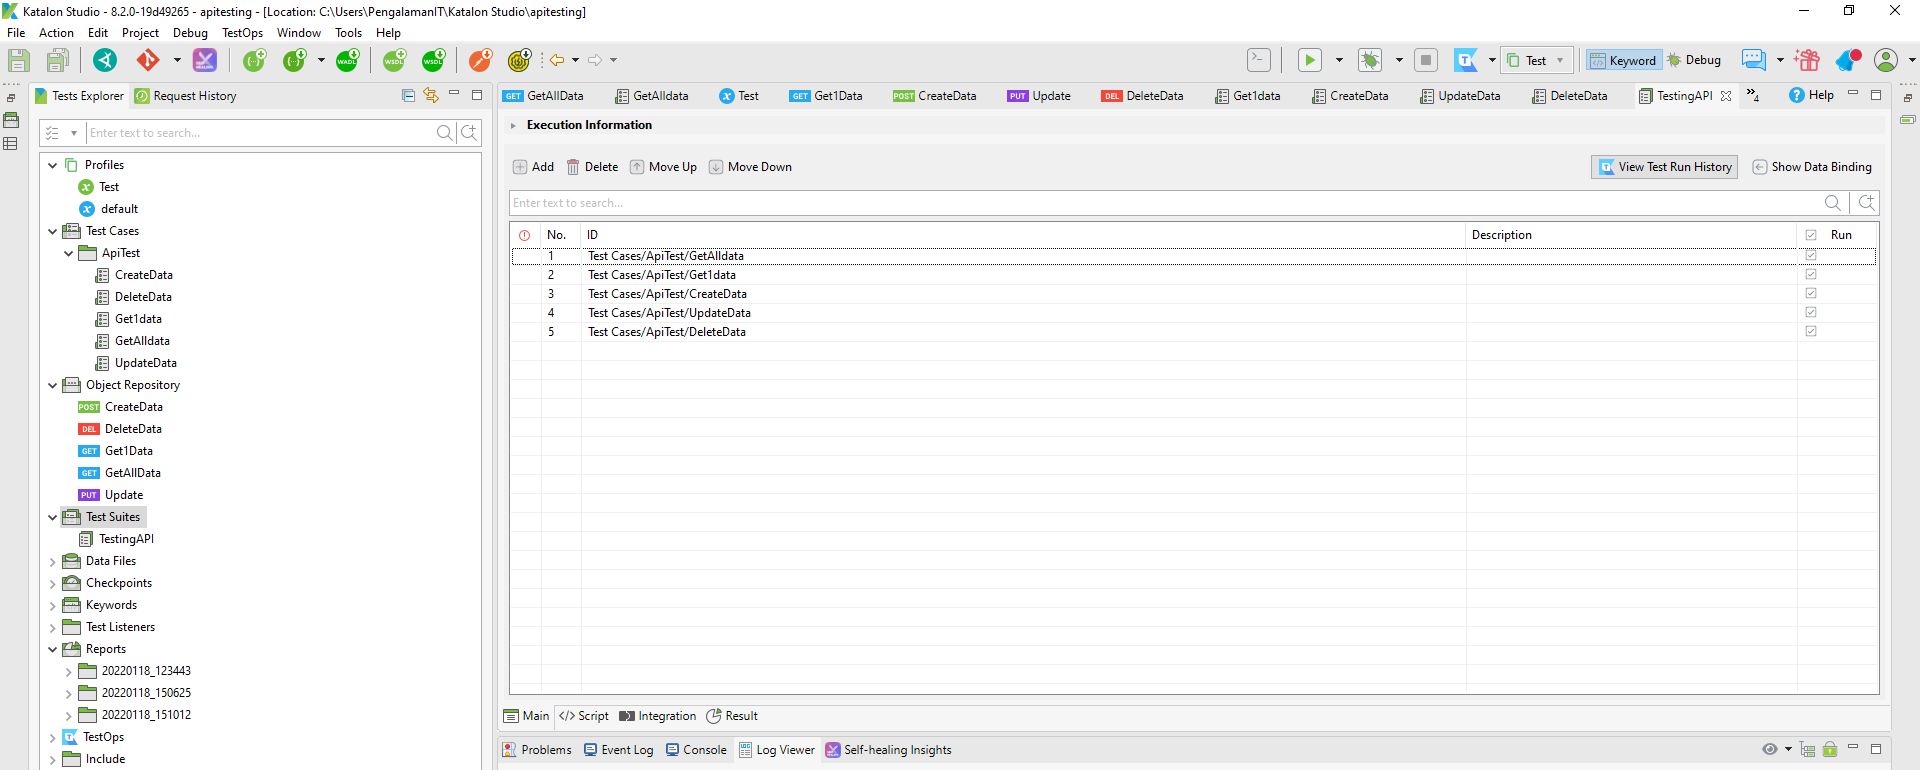 Katalon Studio - 8.2.0-19d49265 - apitesting - [Location: C:\Users\PengalamanIT\Katalon Studio\apitesting]
File Action Edit Project Debug TestOps Window Tools Help
WADL WSDL WSDL Test Keyword Debug
Tests Explorer Request History
Enter text to search...
Profiles
Test
default
Test Cases
ApiTest
CreateData
DeleteData
Get1data
GetAlldata
UpdateData
Object Repository
POST CreateData
DEL DeleteData
GET Get1Data
GET GetAllData
PUT Update
Test Suites
TestingAPI
Data Files
Checkpoints
Keywords
Test Listeners
Reports
20220118_123443
20220118_150625
20220118_151012
TestOps
Include
GET GetAllData GetAlldata Test GET Get1Data POST CreateData PUT Update DEL DeleteData Get1data CreateData UpdateData DeleteData TestingAPI »4 Help
Execution Information
Add Delete Move Up Move Down View Test Run History Show Data Binding
Enter text to search...
No. ID Description Run
1 Test Cases/ApiTest/GetAlldata
2 Test Cases/ApiTest/Get1data
3 Test Cases/ApiTest/CreateData
4 Test Cases/ApiTest/UpdateData
5 Test Cases/ApiTest/DeleteData
Main </> Script Integration Result
Problems Event Log Console Log Viewer Self-healing Insights